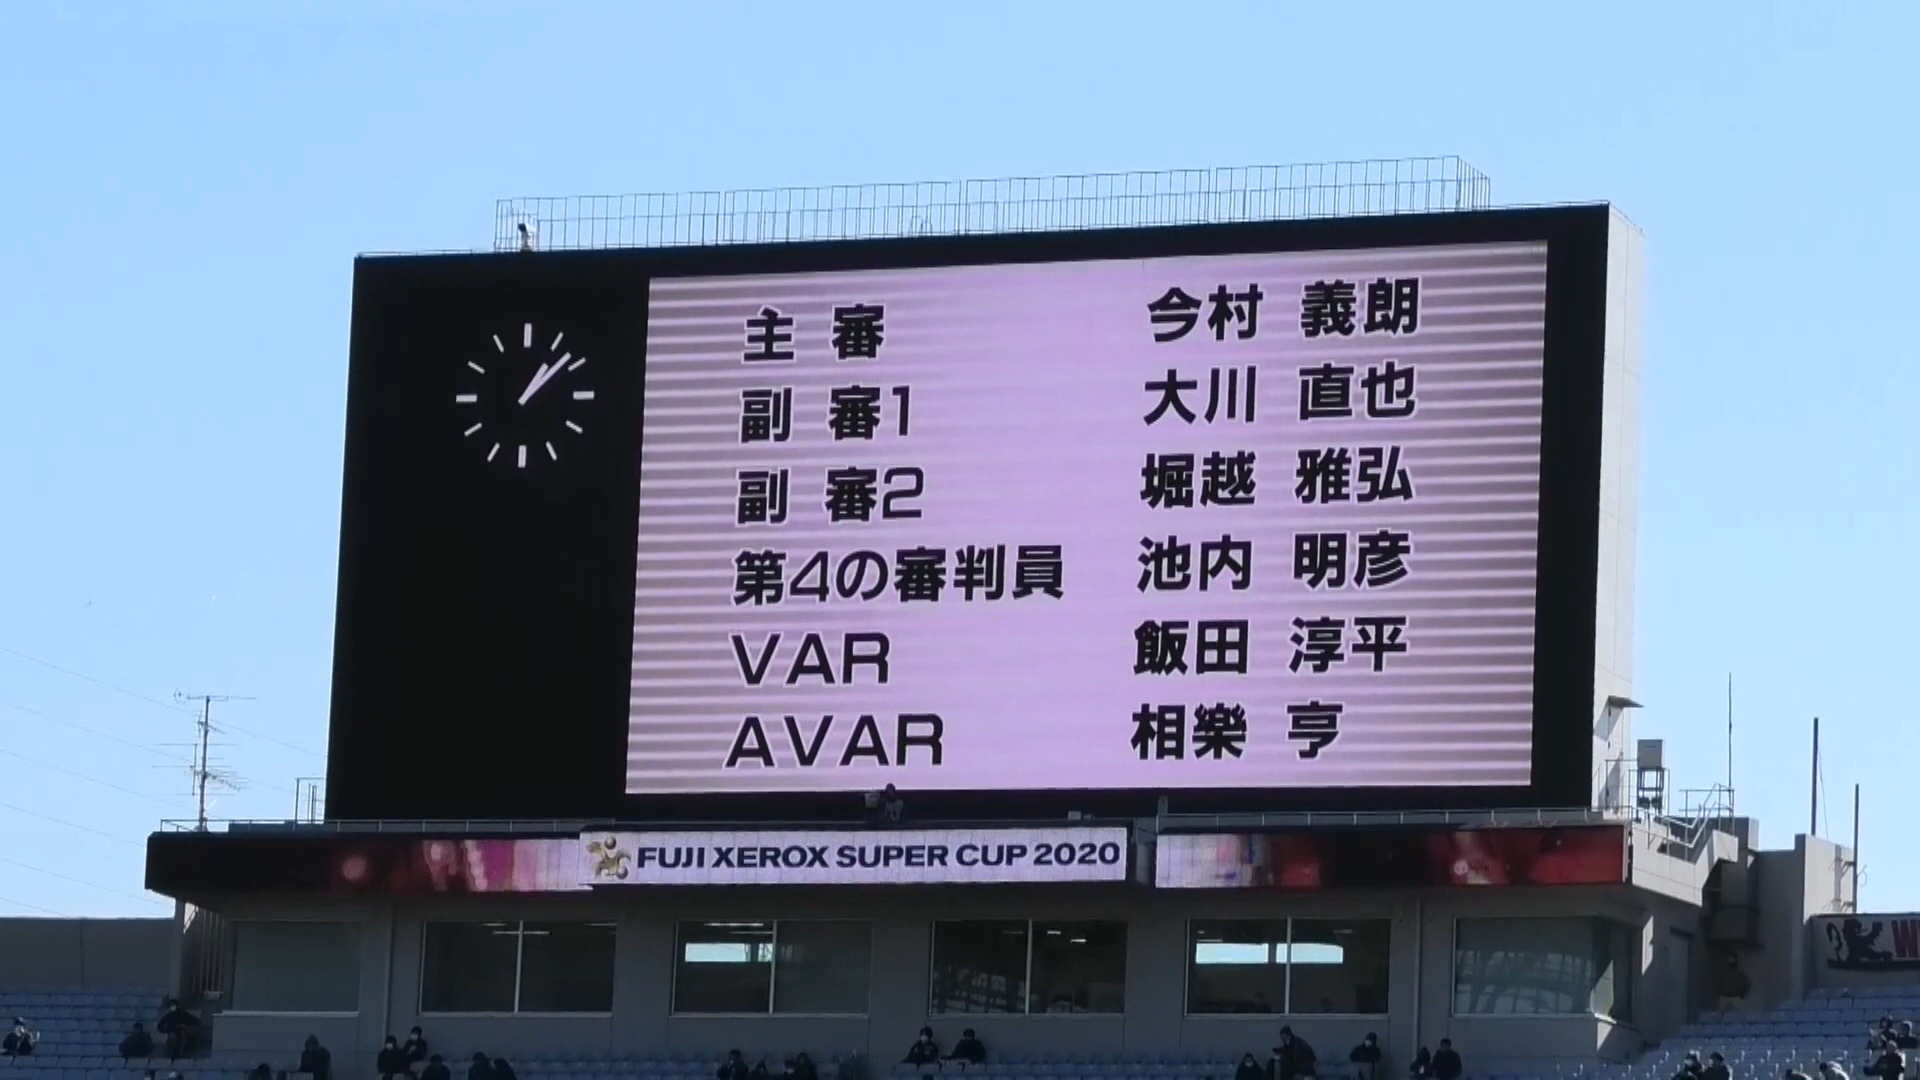 主 審 今村 義朗
副 審1 大川 直也
副 審2 堀越 雅弘
第4の審判員 池内 明彦
VAR 飯田 淳平
AVAR 相樂 亨
FUJI XEROX SUPER CUP 2020